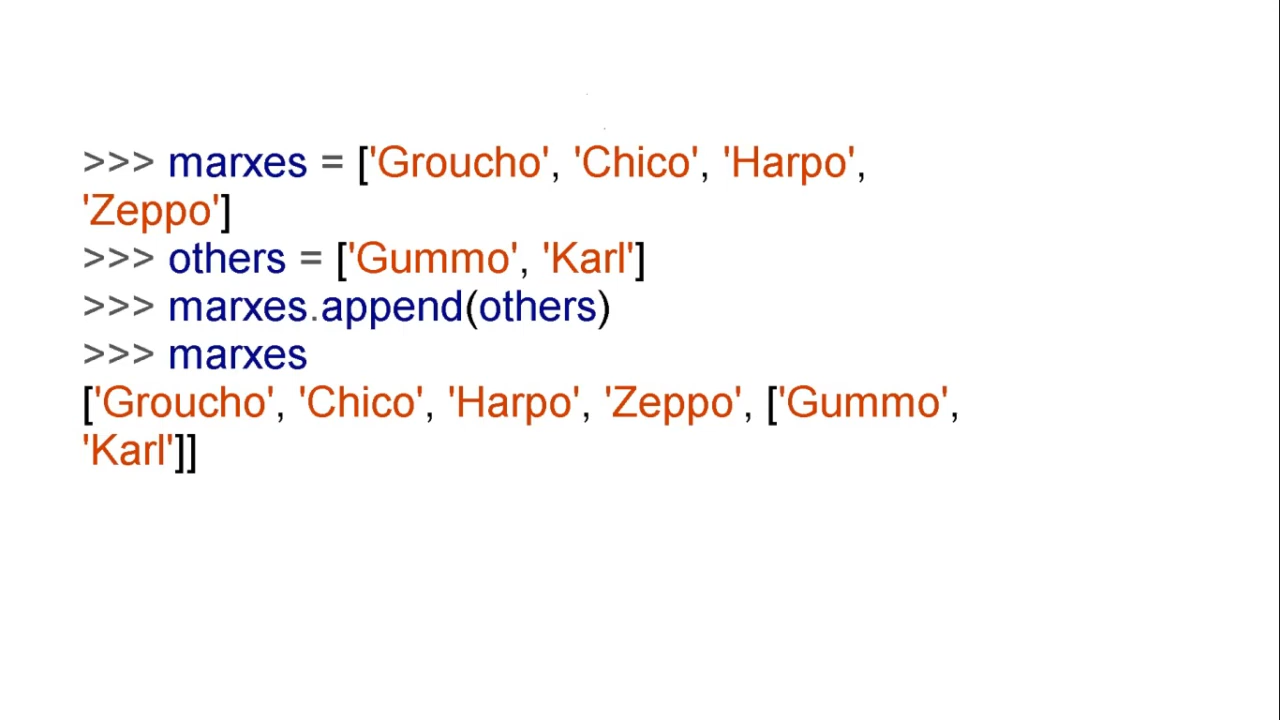 >>> marxes = ['Groucho', 'Chico', 'Harpo',
'Zeppo']
>>> others = ['Gummo', 'Karl']
>>> marxes.append(others)
>>> marxes
['Groucho', 'Chico', 'Harpo', 'Zeppo', ['Gummo',
'Karl']]